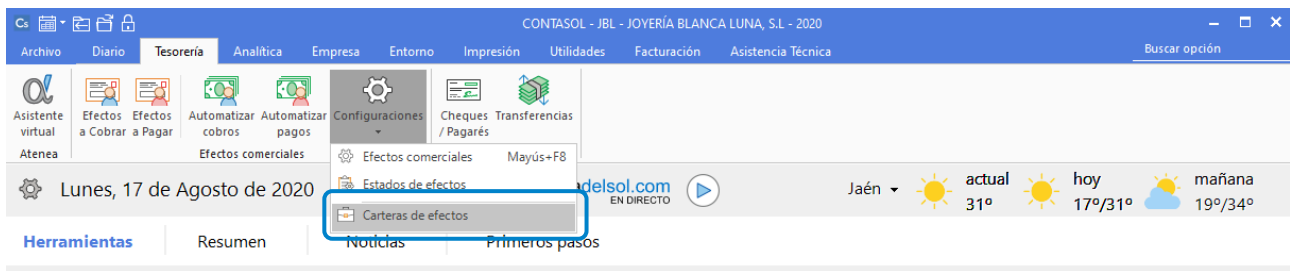 Cs CONTASOL - JBL - JOYERÍA BLANCA LUNA, S.L - 2020
Archivo Diario Tesorería Analítica Empresa Entorno Impresión Utilidades Facturación Asistencia Técnica Buscar opción
Asistente virtual
Efectos a Cobrar
Efectos a Pagar
Automatizar cobros
Automatizar pagos
Configuraciones
Cheques / Pagarés
Transferencias
Atenea
Efectos comerciales
Efectos comerciales Mayús+F8
Estados de efectos
Carteras de efectos
Lunes, 17 de Agosto de 2020
delsol.com
EN DIRECTO
Jaén
actual
31º
hoy
17º/31º
mañana
19º/34º
Herramientas Resumen Noticias Primeros pasos